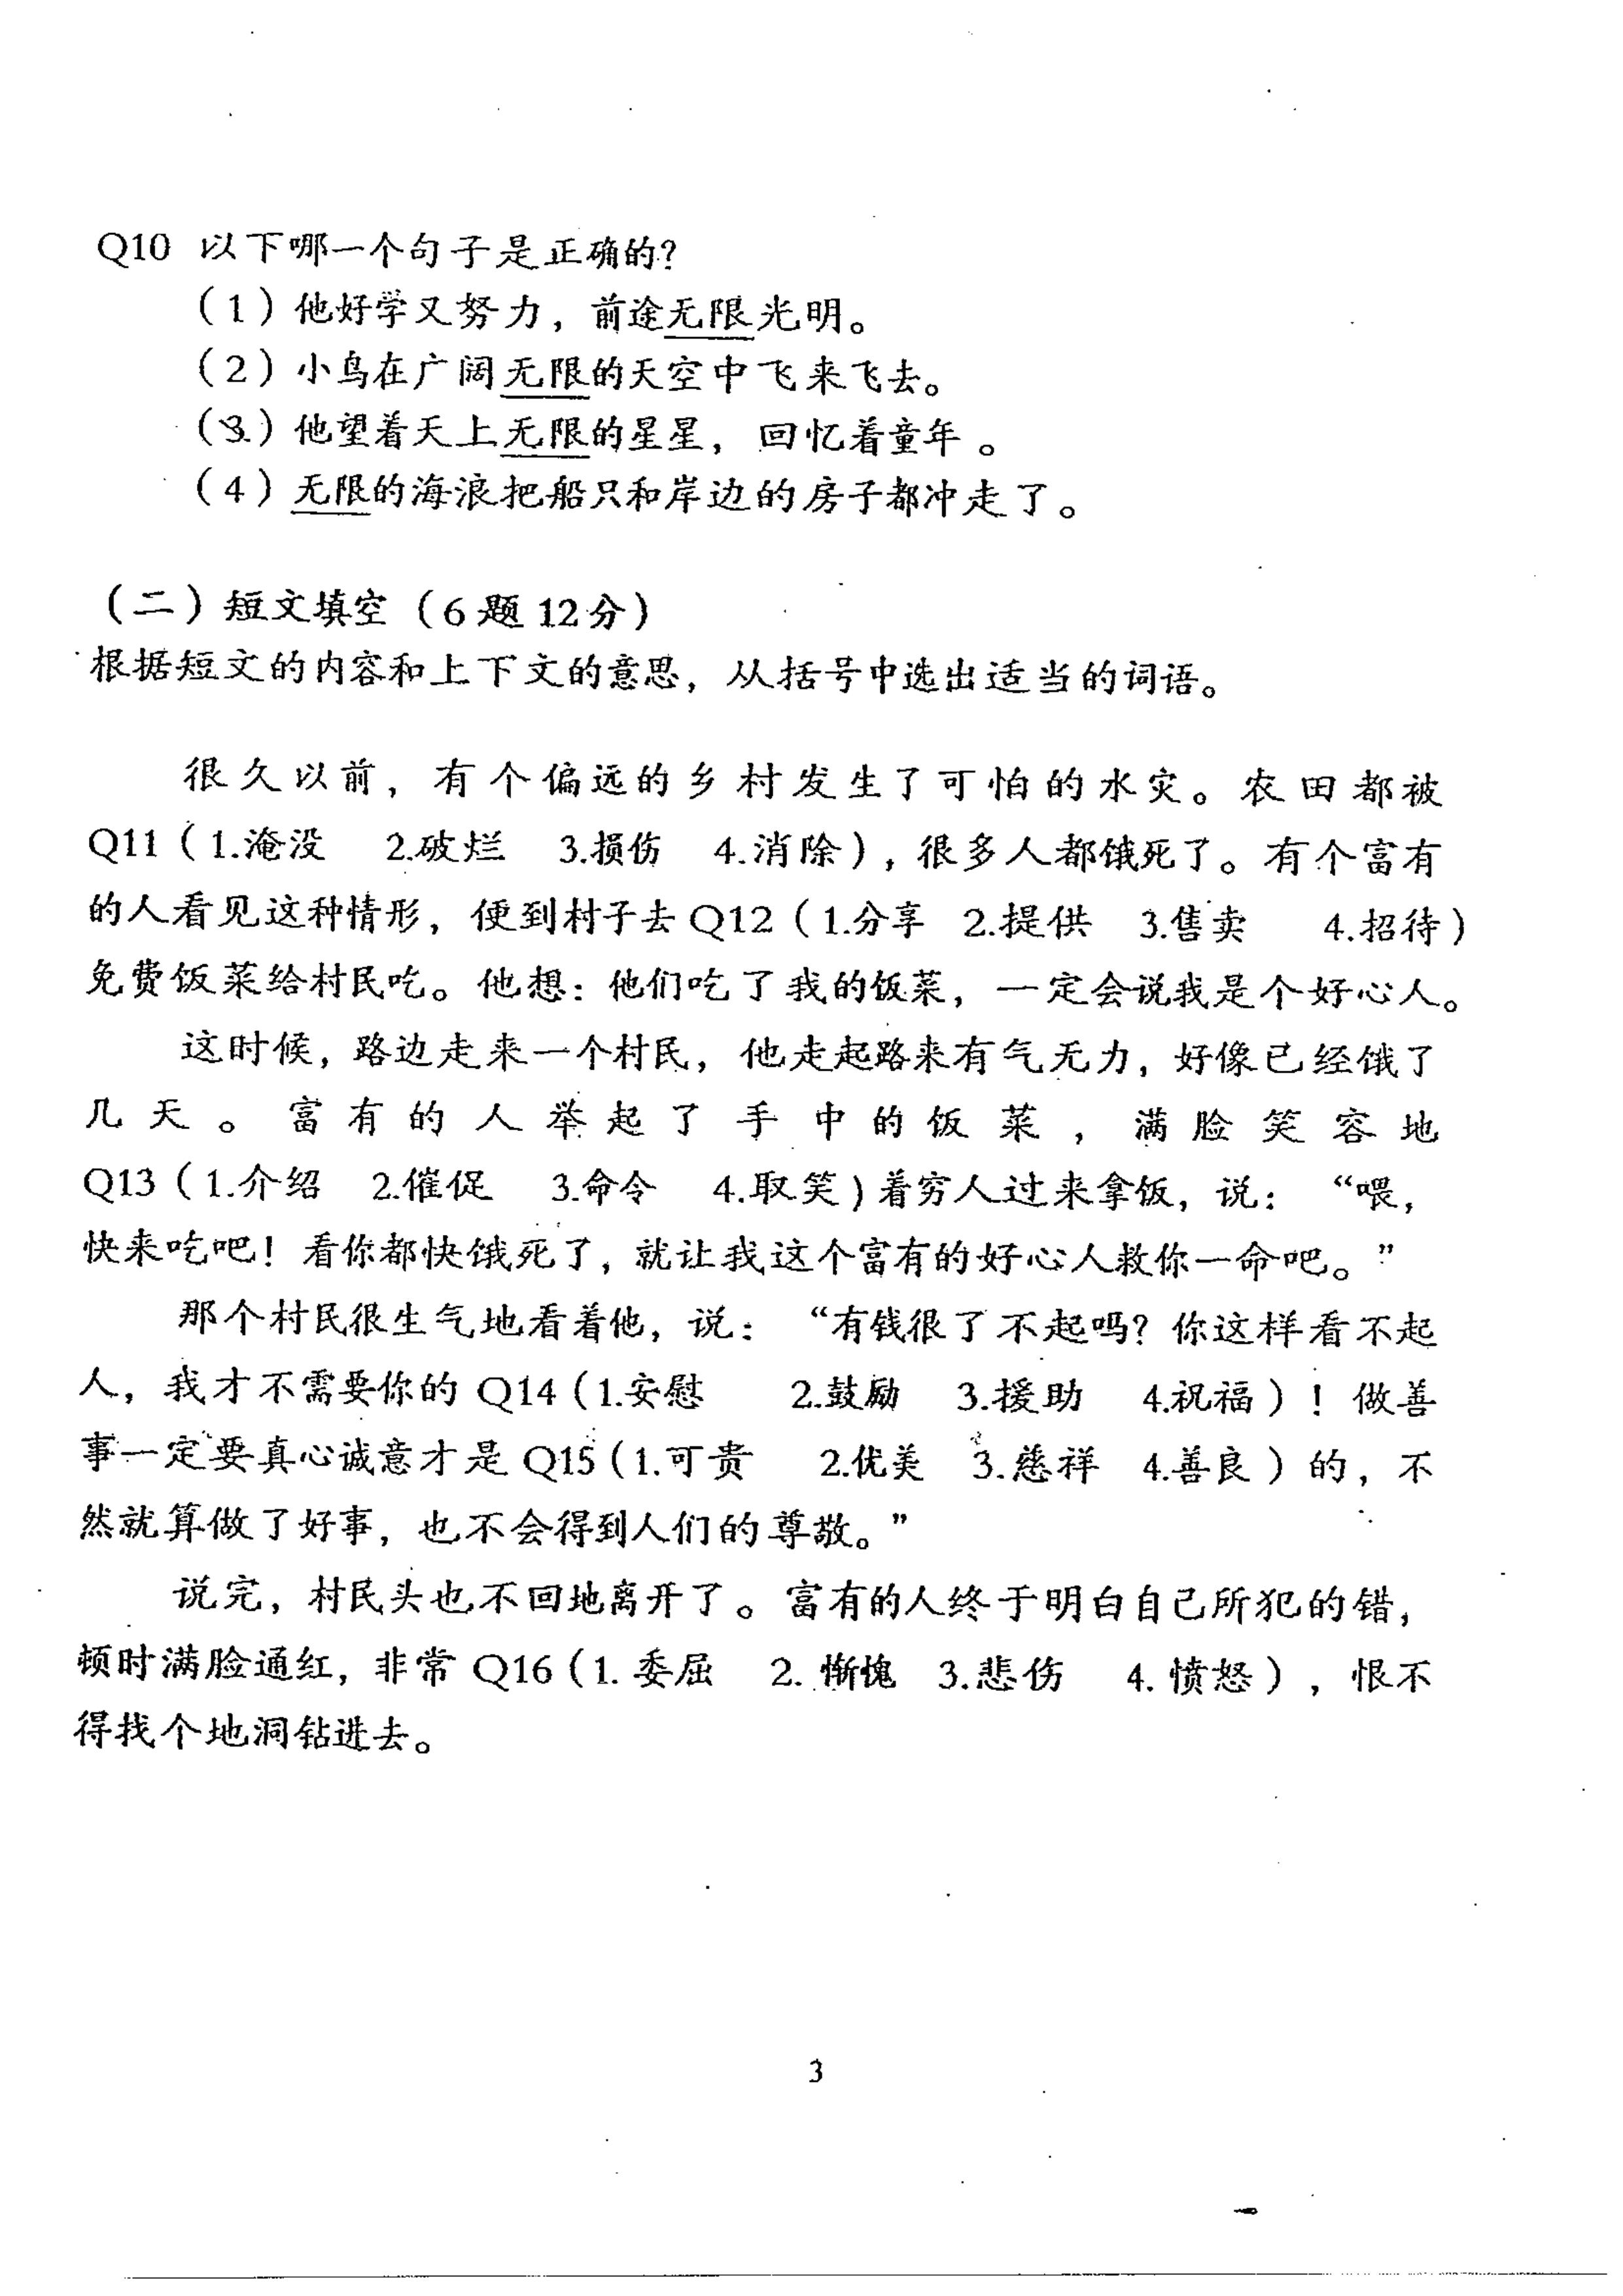 Q10 以下哪一个句子是正确的?
（1）他好学又努力，前途无限光明。
（2）小鸟在广阔无限的天空中飞来飞去。
（3）他望着天上无限的星星，回忆着童年。
（4）无限的海浪把船只和岸边的房子都冲走了。
（二）短文填空（6题12分）
根据短文的内容和上下文的意思，从括号中选出适当的词语。
很久以前，有个偏远的乡村发生了可怕的水灾。农田都被
Q11（1.淹没 2.破烂 3.损伤 4.消除），很多人都饿死了。有个富有
的人看见这种情形，便到村子去Q12（1.分享 2.提供 3.售卖 4.招待）
免费饭菜给村民吃。他想：他们吃了我的饭菜，一定会说我是个好心人。
这时候，路边走来一个村民，他走起路来有气无力，好像已经饿了
几天。富有的人举起了手中的饭菜，满脸笑容地
Q13（1.介绍 2.催促 3.命令 4.取笑）着穷人过来拿饭，说：“喂，
快来吃吧！看你都快饿死了，就让我这个富有的好心人救你一命吧。”
那个村民很生气地看着他，说：“有钱很了不起吗？你这样看不起
人，我才不需要你的Q14（1.安慰 2.鼓励 3.援助 4.祝福）！做善
事一定要真心诚意才是Q15（1.可贵 2.优美 3.慈祥 4.善良）的，不
然就算做了好事，也不会得到人们的尊敬。”
说完，村民头也不回地离开了。富有的人终于明白自己所犯的错，
顿时满脸通红，非常Q16（1. 委屈 2. 惭愧 3.悲伤 4. 愤怒），恨不
得找个地洞钻进去。
3